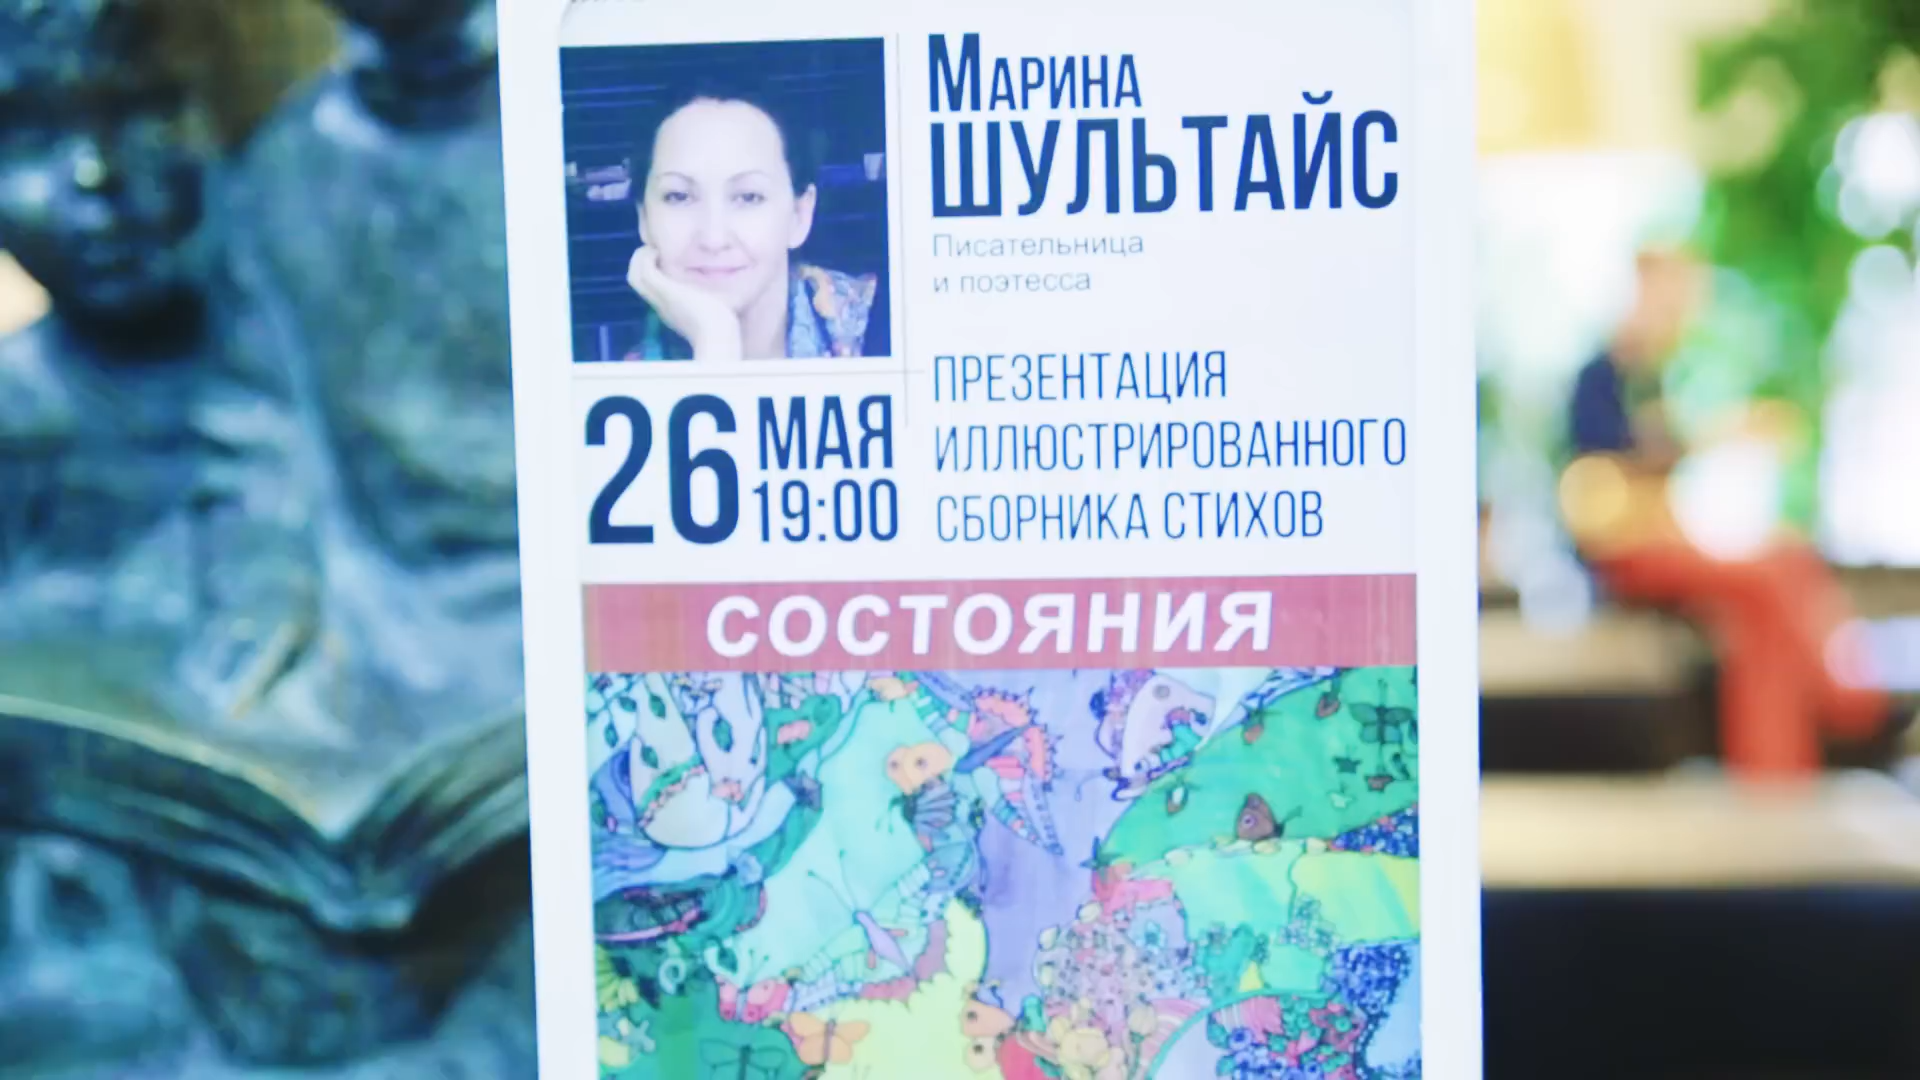 Марина
ШУЛЬТАЙС
Писательница
и поэтесса
26 МАЯ
19:00
ПРЕЗЕНТАЦИЯ
ИЛЛЮСТРИРОВАННОГО
СБОРНИКА СТИХОВ
СОСТОЯНИЯ